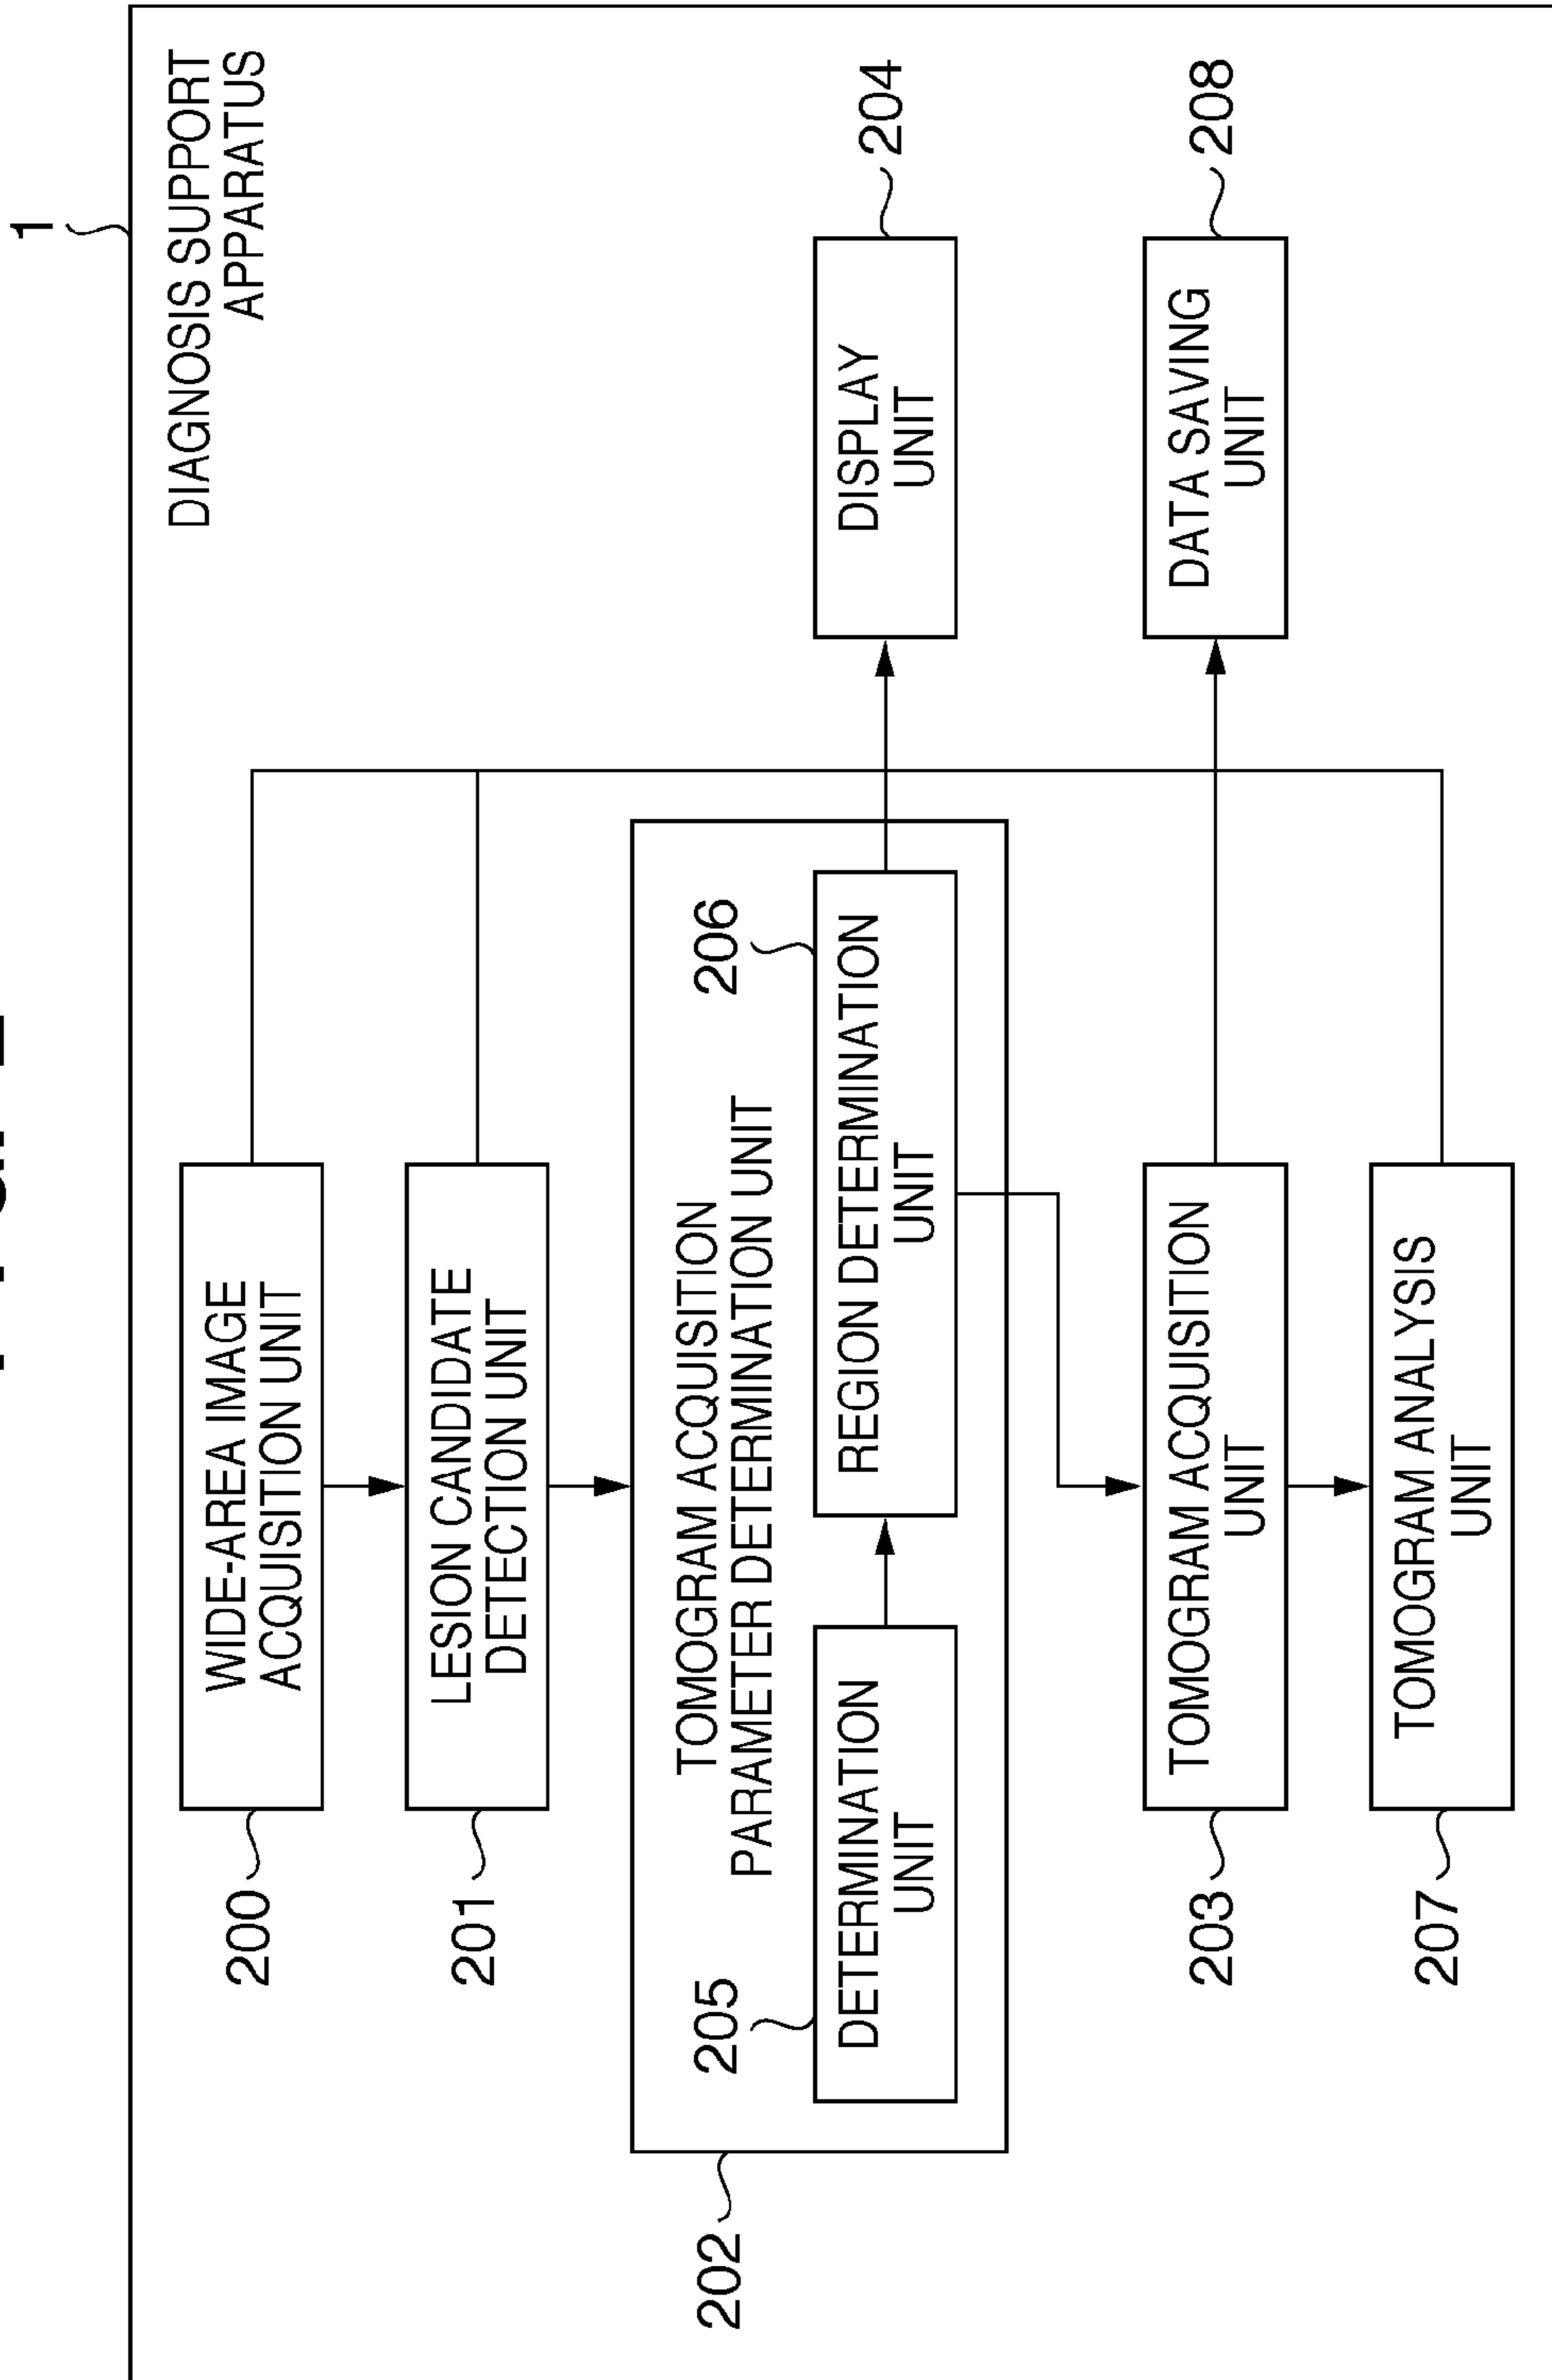 1
DIAGNOSIS SUPPORT
APPARATUS
200
WIDE-AREA IMAGE
ACQUISITION UNIT
201
LESION CANDIDATE
DETECTION UNIT
202
TOMOGRAM ACQUISITION
PARAMETER DETERMINATION UNIT
205
DETERMINATION
UNIT
206
REGION DETERMINATION
UNIT
DISPLAY
UNIT
204
203
TOMOGRAM ACQUISITION
UNIT
DATA SAVING
UNIT
208
207
TOMOGRAM ANALYSIS
UNIT